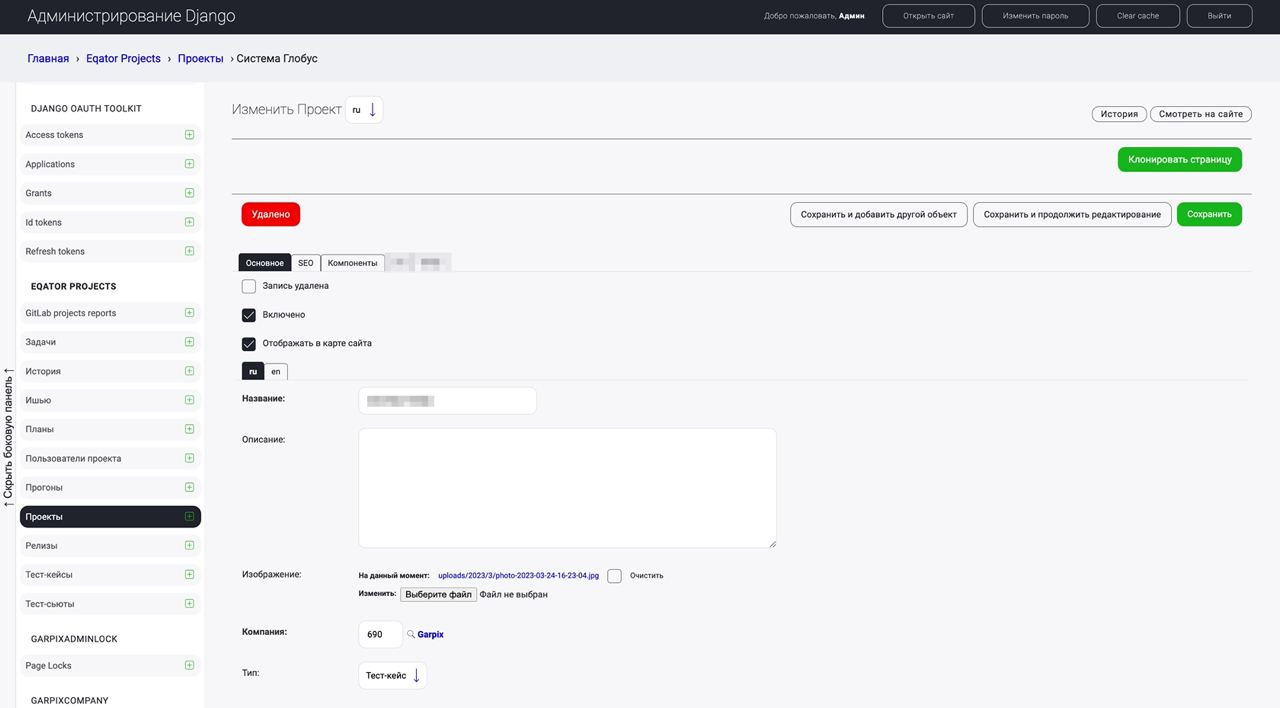 Администрирование Django
Добро пожаловать, Админ
Открыть сайт
Изменить пароль
Clear cache
Выйти
Главная › Eqator Projects › Проекты › Система Глобус
↑ Скрыть боковую панель ↑
DJANGO OAUTH TOOLKIT
Access tokens
Applications
Grants
Id tokens
Refresh tokens
EQATOR PROJECTS
GitLab projects reports
Задачи
История
Ишью
Планы
Пользователи проекта
Прогоны
Проекты
Релизы
Тест-кейсы
Тест-сьюты
GARPIXADMINLOCK
Page Locks
GARPIXCOMPANY
Изменить Проект ru
История
Смотреть на сайте
Клонировать страницу
Удалено
Сохранить и добавить другой объект
Сохранить и продолжить редактирование
Сохранить
Основное SEO Компоненты
Запись удалена
Включено
Отображать в карте сайта
ru en
Название:
Описание:
Изображение: На данный момент: uploads/2023/3/photo-2023-03-24-16-23-04.jpg Очистить
Изменить: Выберите файл Файл не выбран
Компания: 690 Garpix
Тип: Тест-кейс